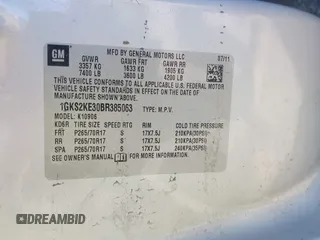 GM
MFD BY GENERAL MOTORS LLC
07/11
GVWR GAWR FRT GAWR RR
3357 KG 1633 KG 1905 KG
7400 LB 3600 LB 4200 LB
THIS VEHICLE CONFORMS TO ALL APPLICABLE U.S. FEDERAL MOTOR
VEHICLE SAFETY AND THEFT PREVENTION STANDARDS IN EFFECT
ON THE DATE OF MANUFACTURE SHOWN ABOVE.
1GKS2KE30BR385063 TYPE: M.P.V.
MODEL: K10906
TIRE SIZE SPEED RTG RIM COLD TIRE PRESSURE
FRT P265/70R17 S 17X7.5J 210KPA(30PSI)
RR P265/70R17 S 17X7.5J 210KPA(30PSI)
SPA P265/70R17 S 17X7.5J 240KPA(35PSI)
SEE OWNER'S MANUAL FOR MORE INFORMATION.
DREAMBID